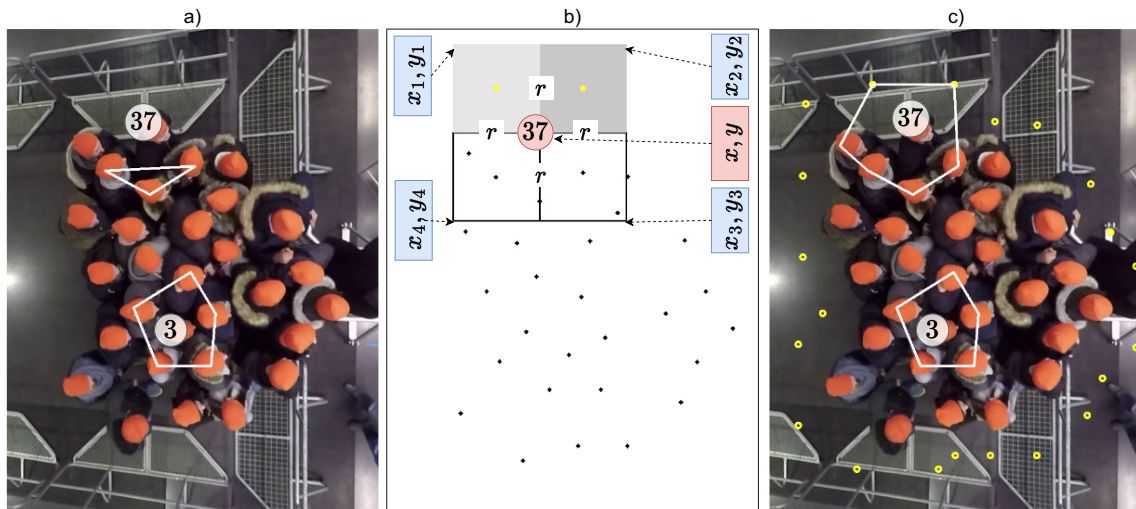 a)
b)
c)
37
3
x₁, y₁
x₂, y₂
r
r
37
r
x, y
r
x₄, y₄
x₃, y₃
37
3